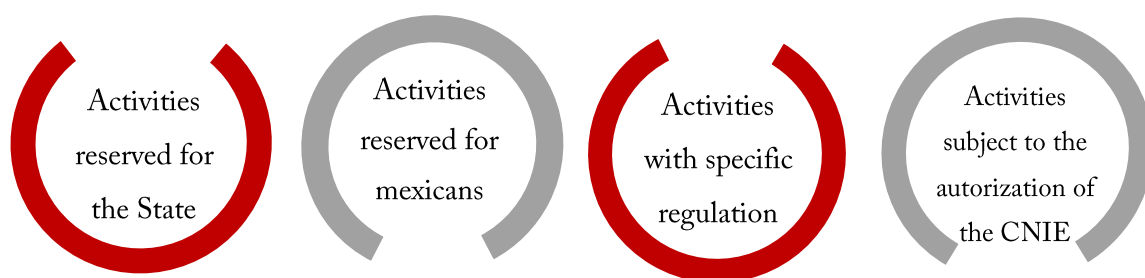 Activities
reserved for
the State
Activities
reserved for
mexicans
Activities
with specific
regulation
Activities
subject to the
autorization of
the CNIE